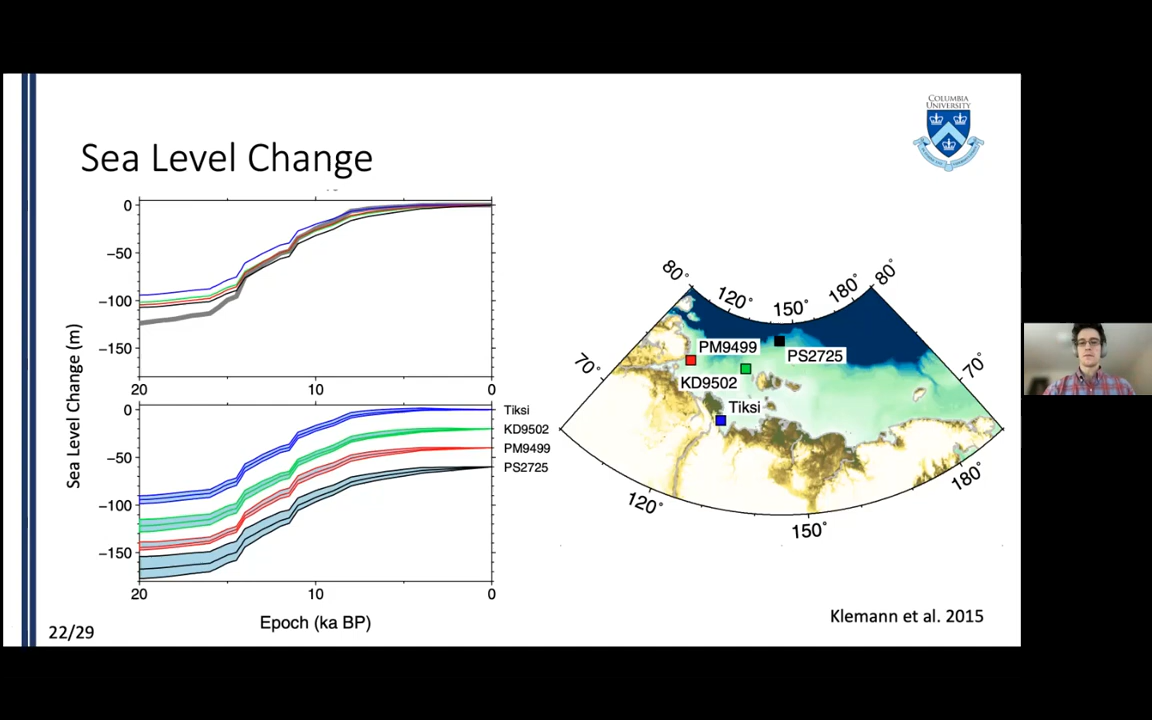 COLUMBIA
UNIVERSITY
Sea Level Change
0
−50
−100
−150
20
10
0
0
−50
−100
−150
20
10
0
Sea Level Change (m)
Epoch (ka BP)
Tiksi
KD9502
PM9499
PS2725
80°
120°
150°
180°
80°
70°
70°
PM9499
PS2725
KD9502
Tiksi
120°
150°
180°
Klemann et al. 2015
22/29